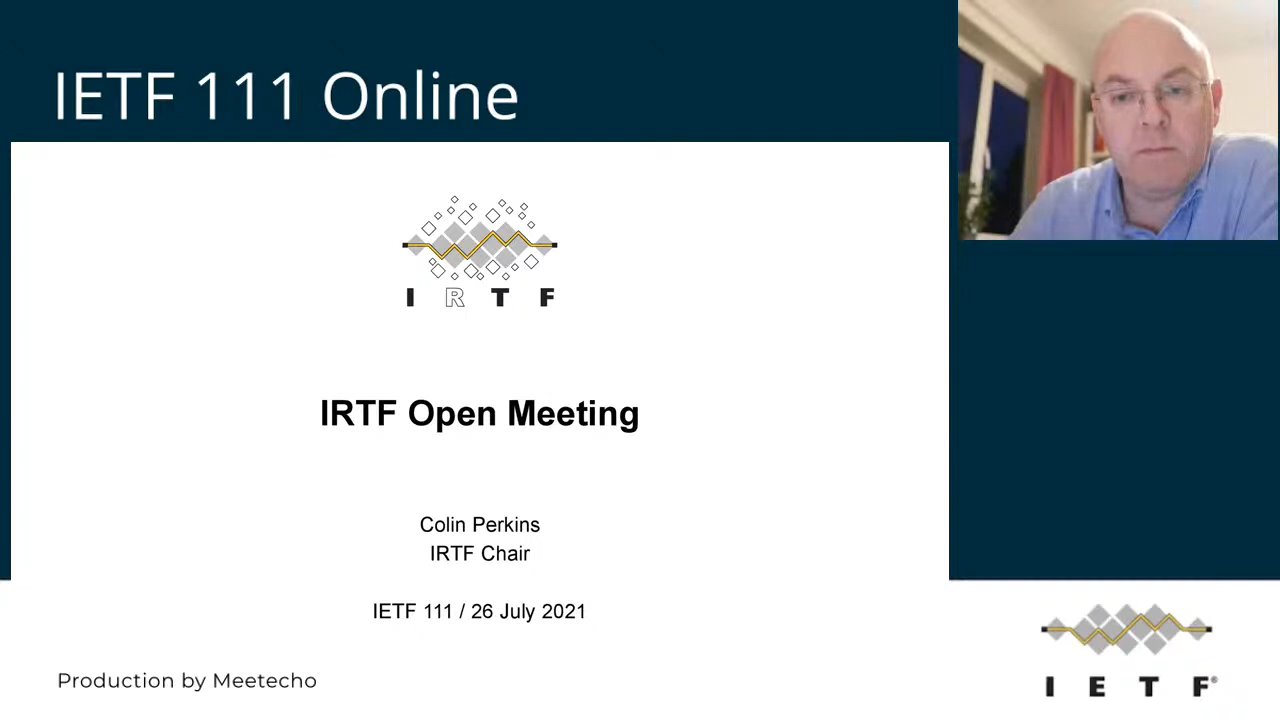 IETF 111 Online
I R T F
IRTF Open Meeting
Colin Perkins
IRTF Chair
IETF 111 / 26 July 2021
Production by Meetecho
I E T F®